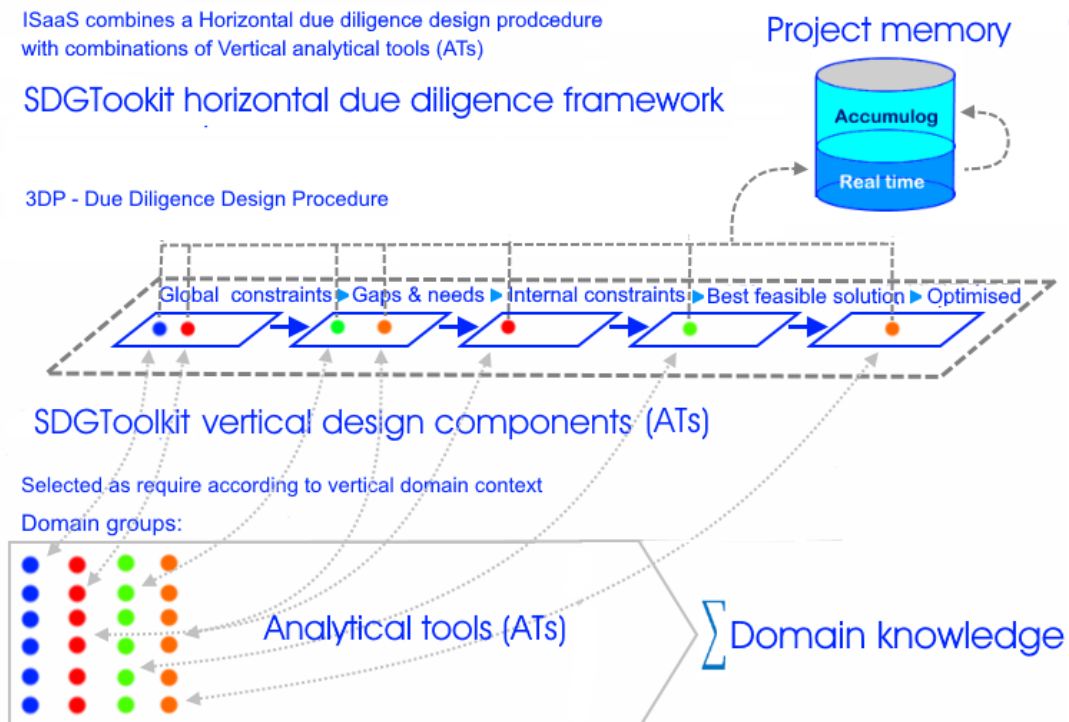 ISaaS combines a Horizontal due diligence design prodcedure
with combinations of Vertical analytical tools (ATs)
Project memory
SDGTookit horizontal due diligence framework
Accumulog
Real time
3DP - Due Diligence Design Procedure
Global constraints Gaps & needs Internal constraints Best feasible solution Optimised
SDGToolkit vertical design components (ATs)
Selected as require according to vertical domain context
Domain groups:
Analytical tools (ATs)
∑ Domain knowledge